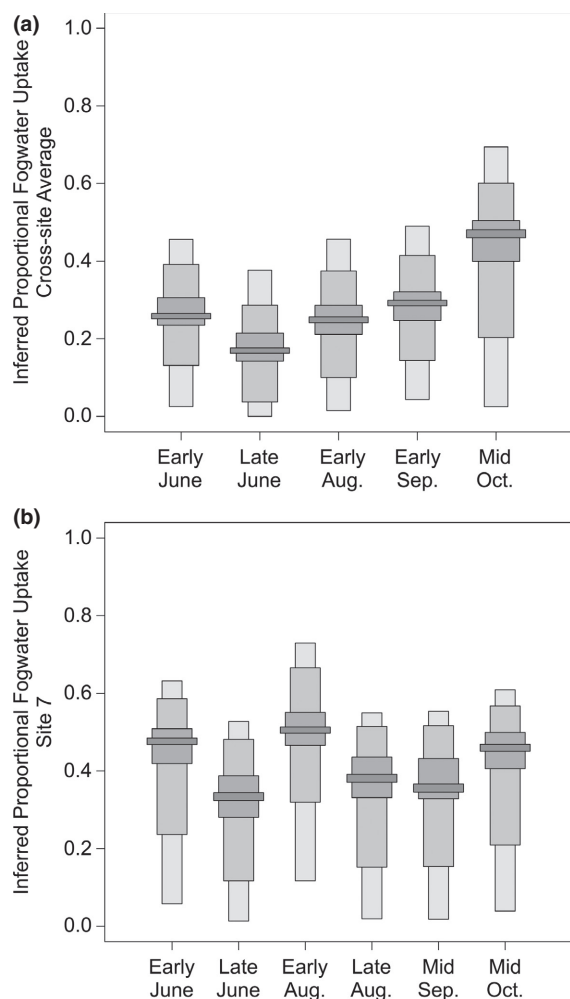 (a)
Inferred Proportional Fogwater Uptake
Cross-site Average
1.0
0.8
0.6
0.4
0.2
0.0
Early June
Late June
Early Aug.
Early Sep.
Mid Oct.
(b)
Inferred Proportional Fogwater Uptake
Site 7
1.0
0.8
0.6
0.4
0.2
0.0
Early June
Late June
Early Aug.
Late Aug.
Mid Sep.
Mid Oct.